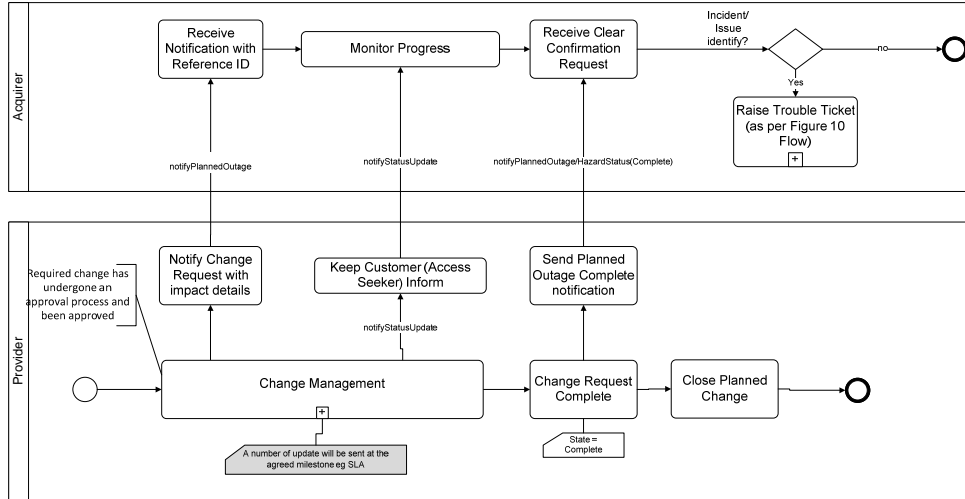 Acquirer
Receive
Notification with
Reference ID
Monitor Progress
Receive Clear
Confirmation
Request
Incident/
Issue
identify?
no
Yes
Raise Trouble Ticket
(as per Figure 10
Flow)
+
notifyPlannedOutage
notifyStatusUpdate
notifyPlannedOutage/HazardStatus(Complete)
Provider
Required change has
undergone an
approval process and
been approved
Notify Change
Request with
impact details
Keep Customer (Access
Seeker) Inform
Send Planned
Outage Complete
notification
notifyStatusUpdate
Change Management
+
Change Request
Complete
Close Planned
Change
A number of update will be sent at the
agreed milestone eg SLA
State =
Complete